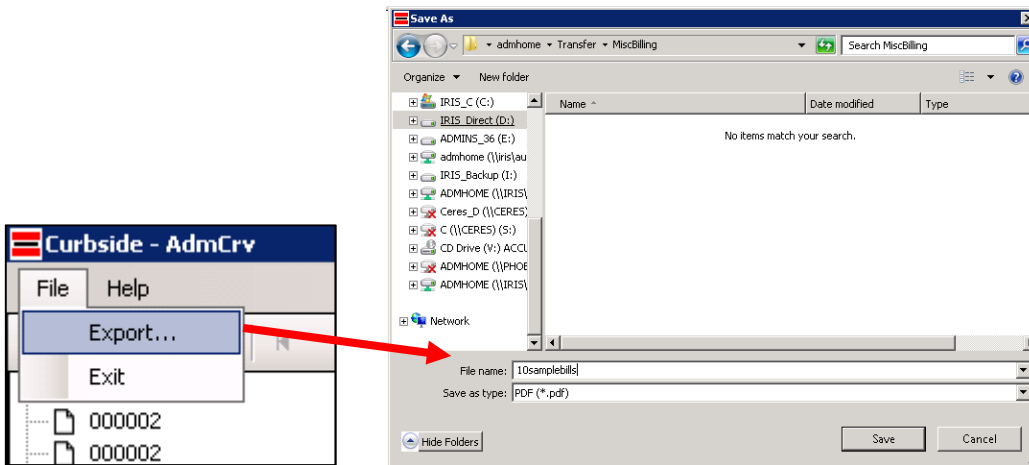 Curbside - AdmCrv
File Help
Export...
Exit
000002
000002
Save As
admhome Transfer MiscBilling
Search MiscBilling
Organize New folder
Name Date modified Type
No items match your search.
IRIS_C (C:)
IRIS_Direct (D:)
ADMINS_36 (E:)
admhome (\\iris\au
IRIS_Backup (I:)
ADMHOME (\\IRIS\
Ceres_D (\\CERES)
C (\\CERES) (S:)
CD Drive (V:) ACCU
ADMHOME (\\PHOE
ADMHOME (\\IRIS\
Network
File name: 10samplebills
Save as type: PDF (*.pdf)
Hide Folders
Save Cancel